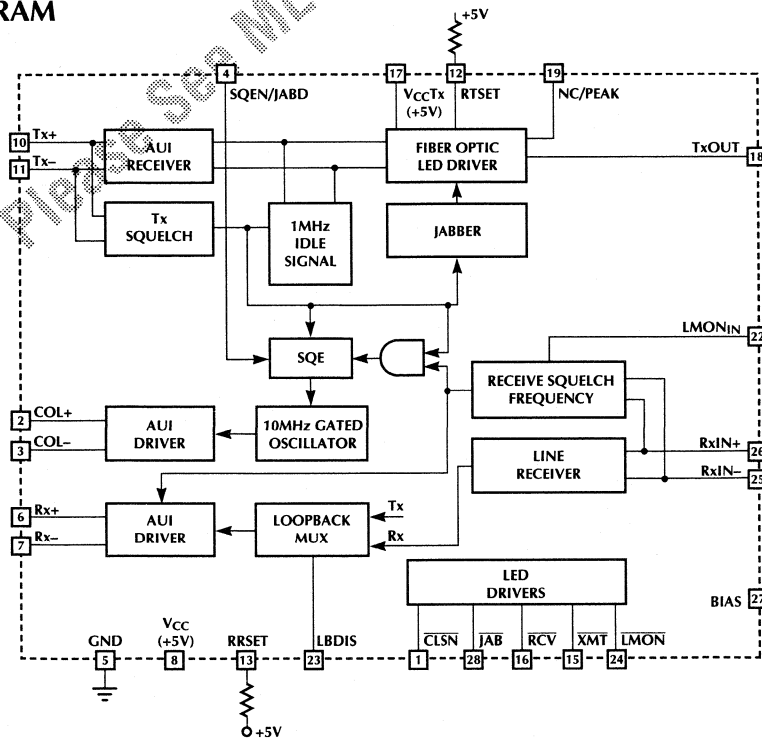 RAM
Please See ML
+5V
4
17
12
19
SQEN/JABD
VCCTx
(+5V)
RTSET
NC/PEAK
10
Tx+
11
Tx–
AUI
RECEIVER
FIBER OPTIC
LED DRIVER
TxOUT
18
Tx
SQUELCH
1MHz
IDLE
SIGNAL
JABBER
LMONIN
22
SQE
RECEIVE SQUELCH
FREQUENCY
2
COL+
3
COL–
AUI
DRIVER
10MHz GATED
OSCILLATOR
LINE
RECEIVER
RxIN+
26
RxIN–
25
6
Rx+
7
Rx–
AUI
DRIVER
LOOPBACK
MUX
Tx
Rx
LED
DRIVERS
BIAS
27
GND
VCC
(+5V)
RRSET
LBDIS
CLSN
JAB
RCV
XMT
LMON
5
8
13
23
1
28
16
15
24
+5V